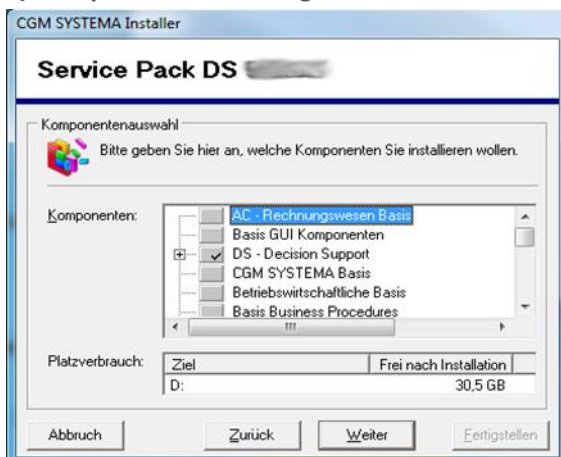 CGM SYSTEMA Installer
Service Pack DS
Komponentenauswahl
Bitte geben Sie hier an, welche Komponenten Sie installieren wollen.
Komponenten:
AC - Rechnungswesen Basis
Basis GUI Komponenten
DS - Decision Support
CGM SYSTEMA Basis
Betriebswirtschaftliche Basis
Basis Business Procedures
Platzverbrauch:
Ziel Frei nach Installation
D: 30,5 GB
Abbruch Zurück Weiter Fertigstellen